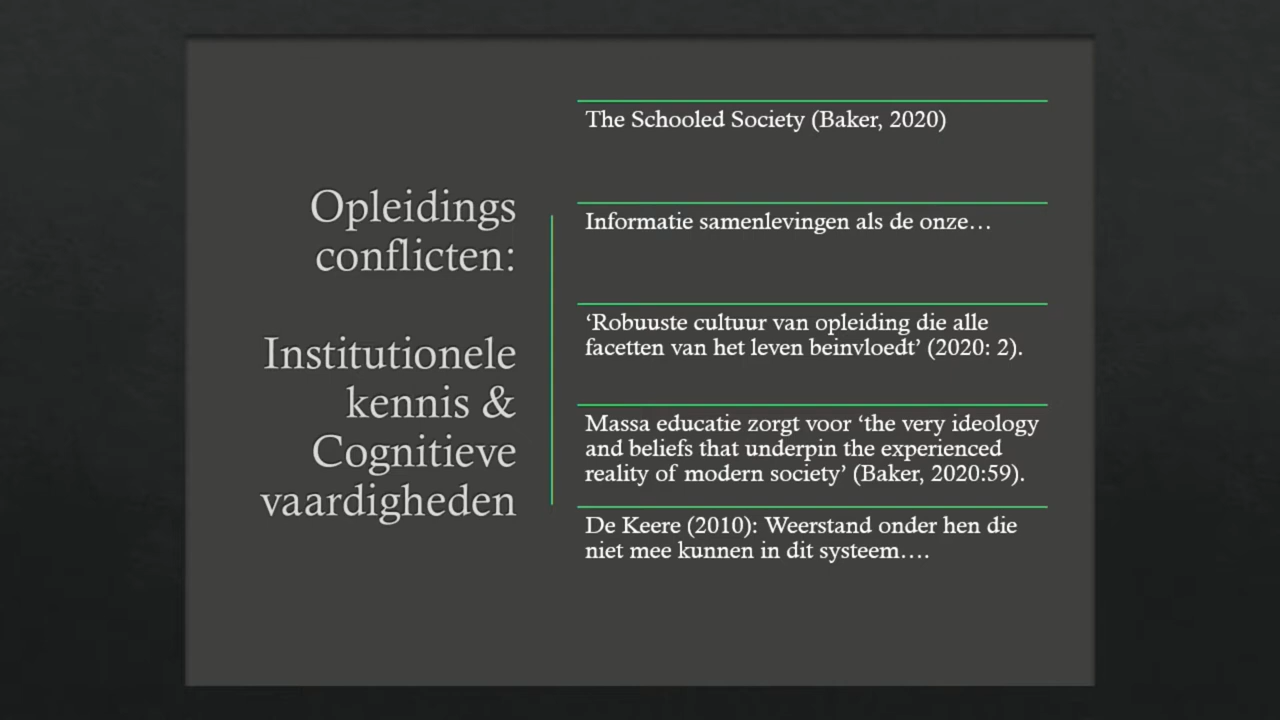 Opleidings
conflicten:
Institutionele
kennis &
Cognitieve
vaardigheden
The Schooled Society (Baker, 2020)
Informatie samenlevingen als de onze…
‘Robuuste cultuur van opleiding die alle
facetten van het leven beinvloedt’ (2020: 2).
Massa educatie zorgt voor ‘the very ideology
and beliefs that underpin the experienced
reality of modern society’ (Baker, 2020:59).
De Keere (2010): Weerstand onder hen die
niet mee kunnen in dit systeem….